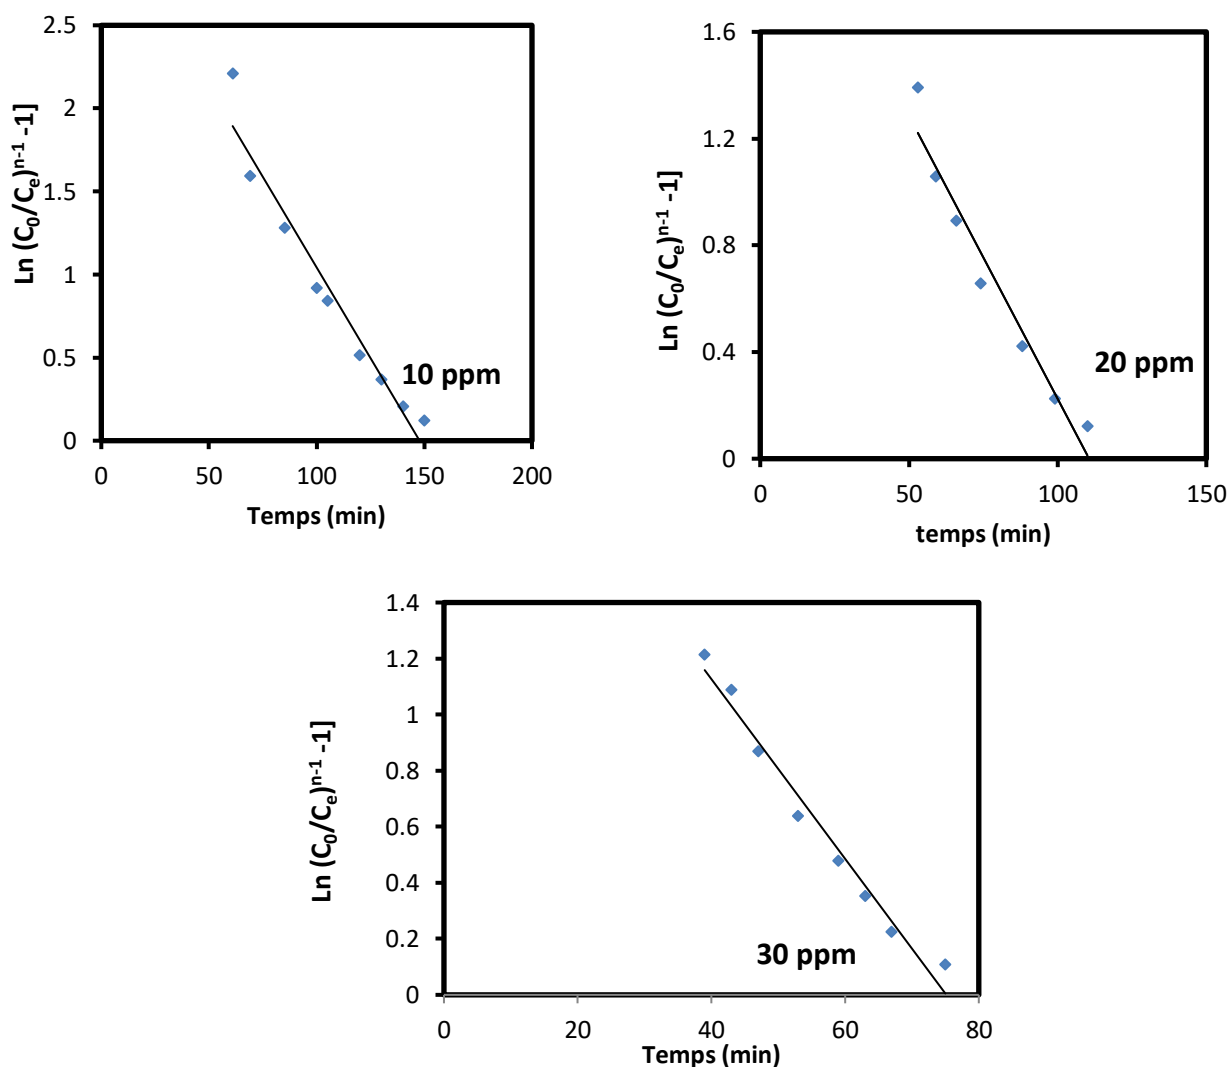 2.5
2
1.5
1
0.5
0
0 50 100 150 200
Ln (C₀/Cₑ)ⁿ⁻¹ -1]
Temps (min)
10 ppm
1.6
1.2
0.8
0.4
0
0 50 100 150
Ln (C₀/Cₑ)ⁿ⁻¹ -1]
temps (min)
20 ppm
1.4
1.2
1
0.8
0.6
0.4
0.2
0
0 20 40 60 80
Ln (C₀/Cₑ)ⁿ⁻¹ -1]
Temps (min)
30 ppm